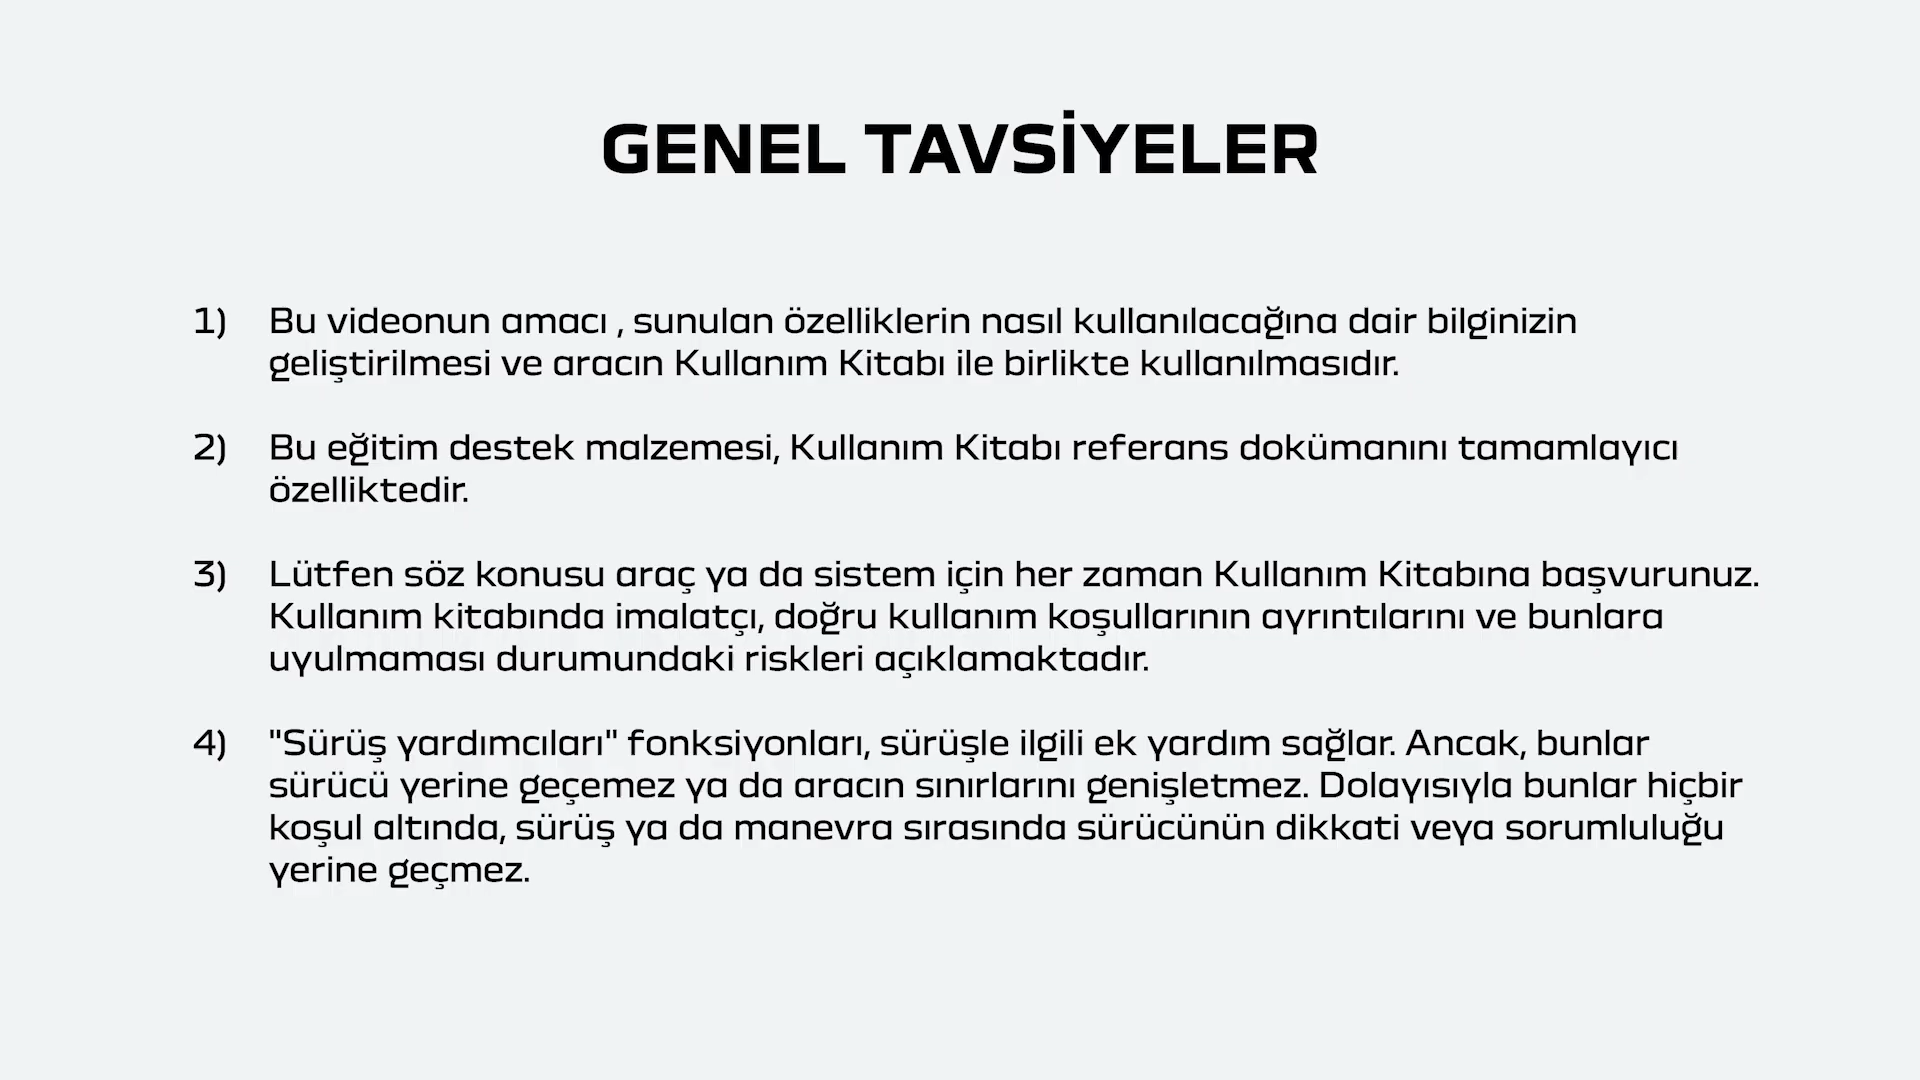 GENEL TAVSİYELER
1) Bu videonun amacı , sunulan özelliklerin nasıl kullanılacağına dair bilginizin
geliştirilmesi ve aracın Kullanım Kitabı ile birlikte kullanılmasıdır.
2) Bu eğitim destek malzemesi, Kullanım Kitabı referans dokümanını tamamlayıcı
özelliktedir.
3) Lütfen söz konusu araç ya da sistem için her zaman Kullanım Kitabına başvurunuz.
Kullanım kitabında imalatçı, doğru kullanım koşullarının ayrıntılarını ve bunlara
uyulmaması durumundaki riskleri açıklamaktadır.
4) "Sürüş yardımcıları" fonksiyonları, sürüşle ilgili ek yardım sağlar. Ancak, bunlar
sürücü yerine geçemez ya da aracın sınırlarını genişletmez. Dolayısıyla bunlar hiçbir
koşul altında, sürüş ya da manevra sırasında sürücünün dikkati veya sorumluluğu
yerine geçmez.